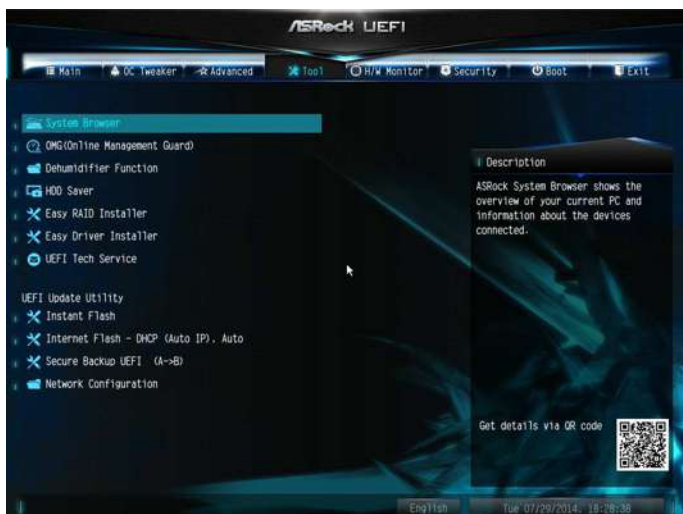 ASRock UEFI
Main OC Tweaker Advanced Tool H/W Monitor Security Boot Exit
System Browser
OMG(Online Management Guard)
Dehumidifier Function
HDD Saver
Easy RAID Installer
Easy Driver Installer
UEFI Tech Service
UEFI Update Utility
Instant Flash
Internet Flash - DHCP (Auto IP), Auto
Secure Backup UEFI (A->B)
Network Configuration
Description
ASRock System Browser shows the
overview of your current PC and
information about the devices
connected.
Get details via QR code
English
Tue 07/29/2014, 18:28:38